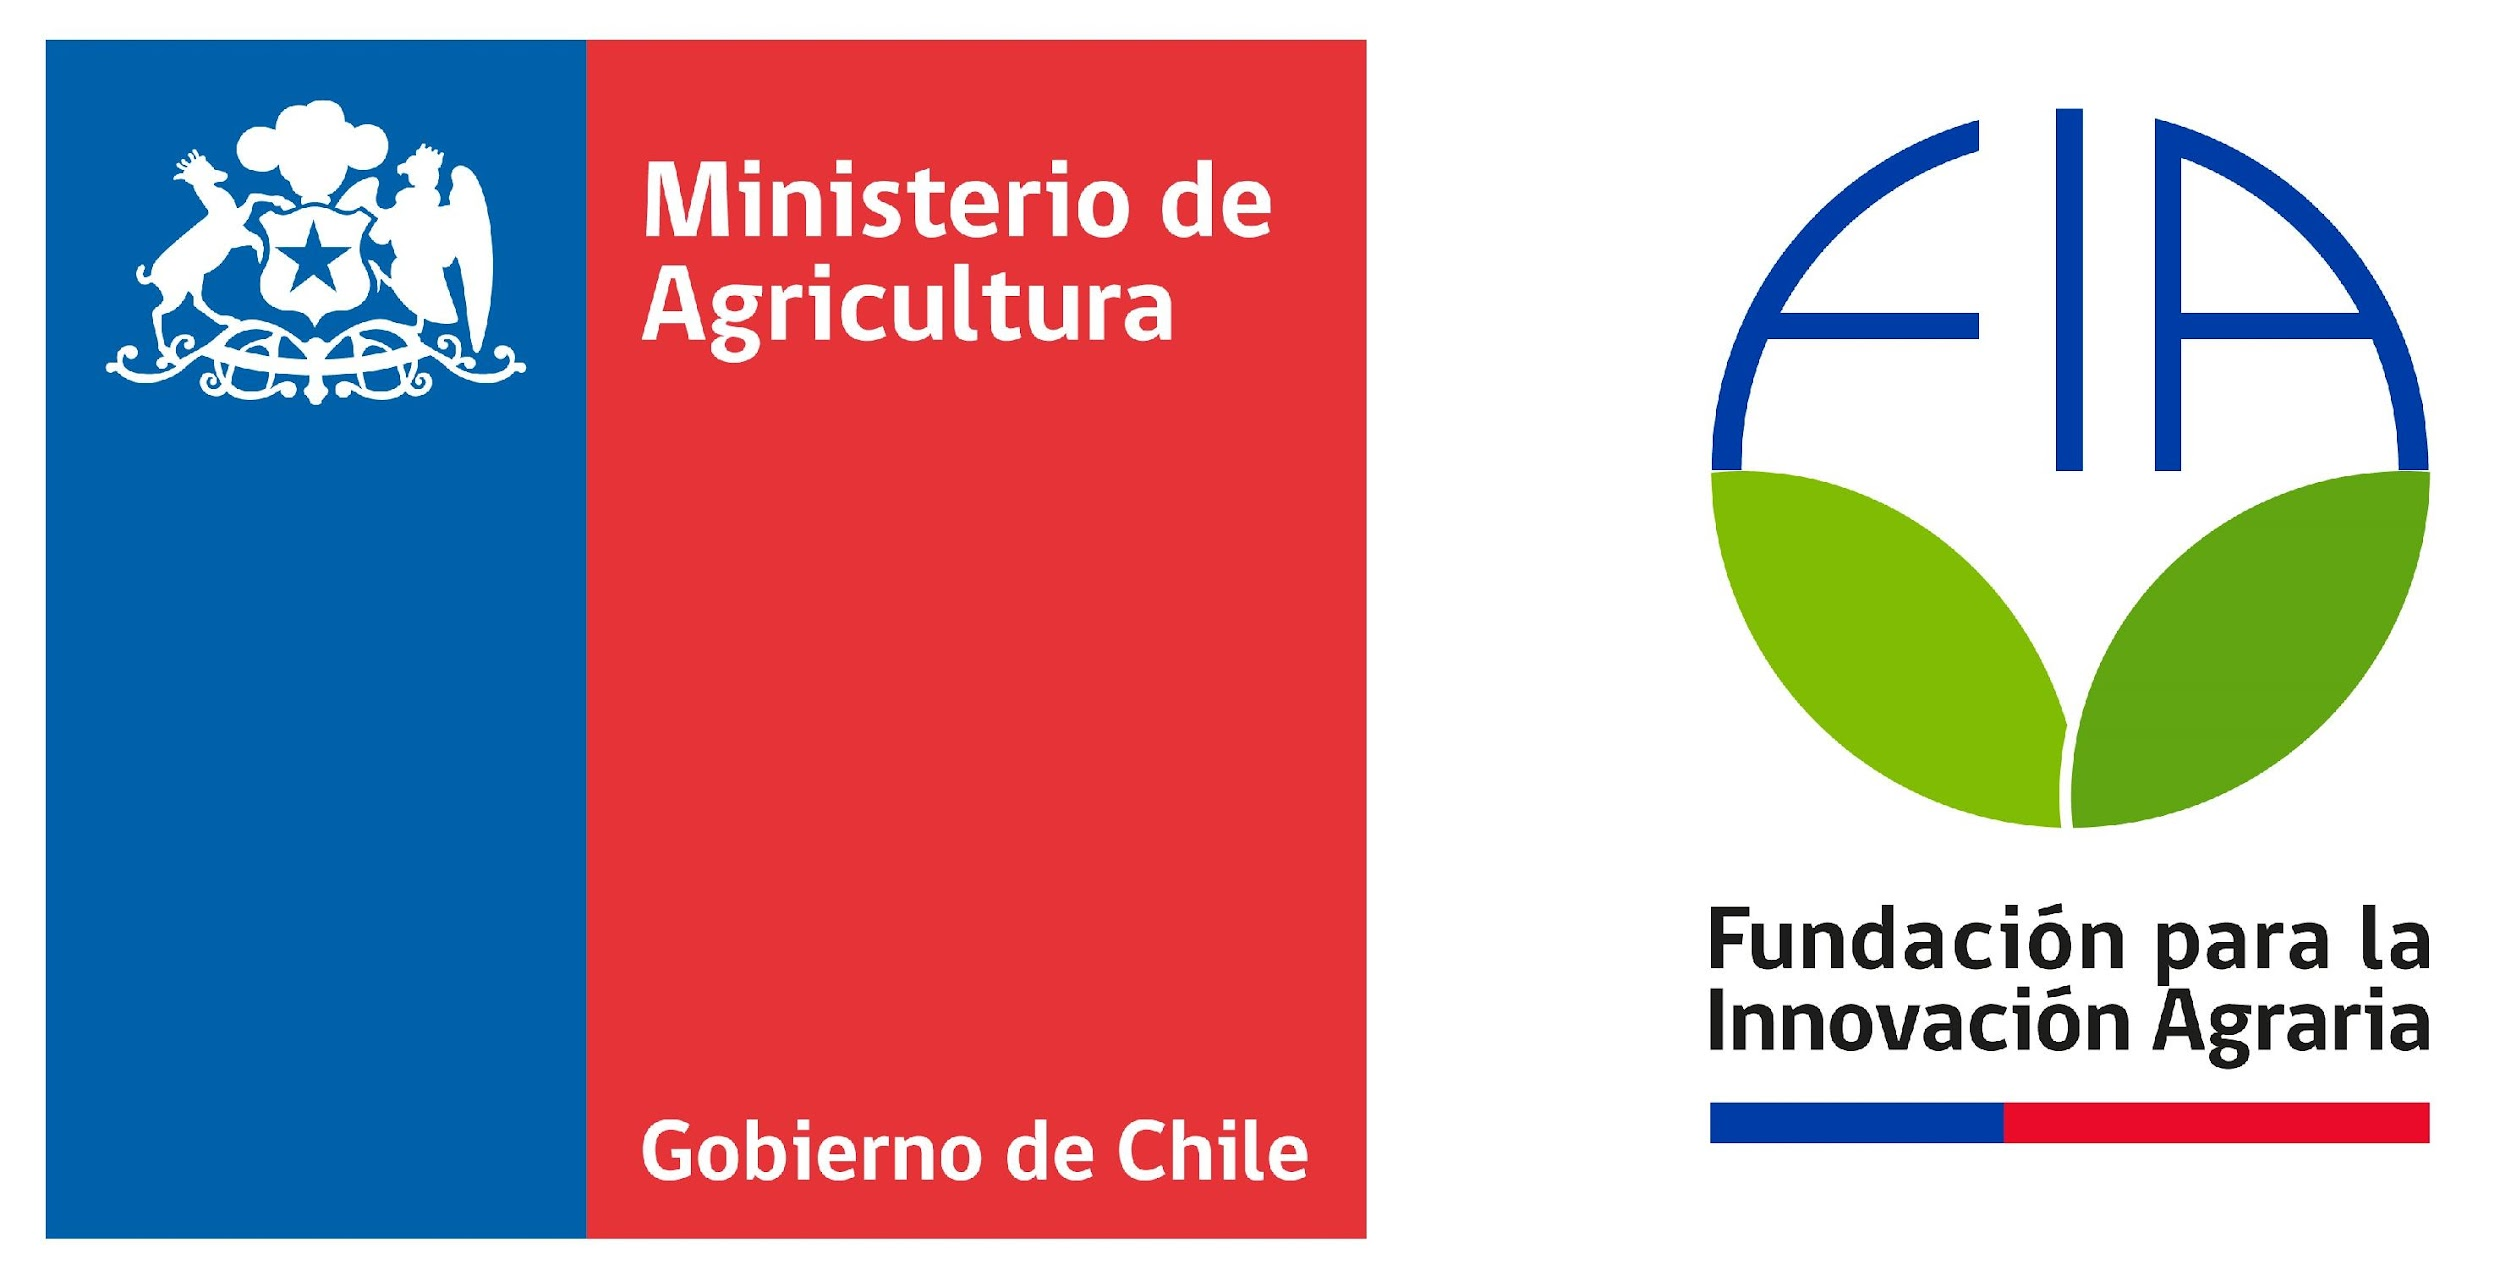 Ministerio de
Agricultura
Gobierno de Chile
FIA
Fundación para la
Innovación Agraria